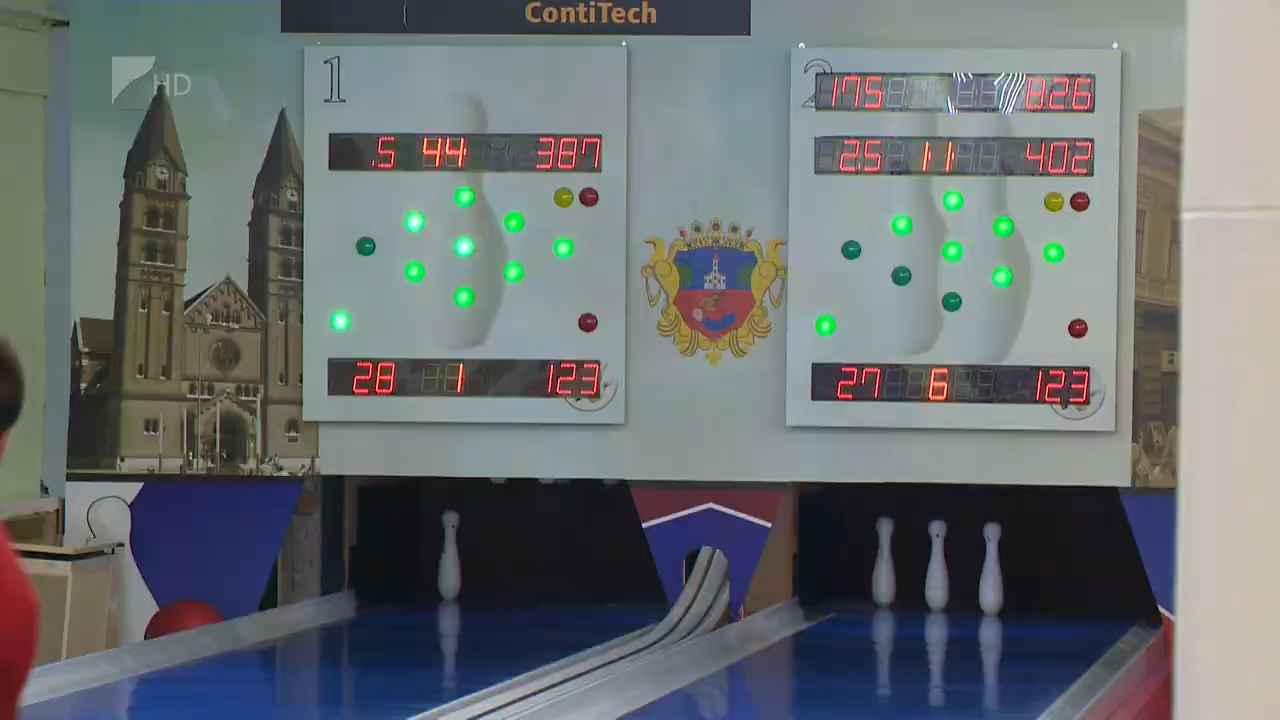 ContiTech
HD
1
.5 44 387
28 1 123
2
175 826
25 11 402
27 6 123